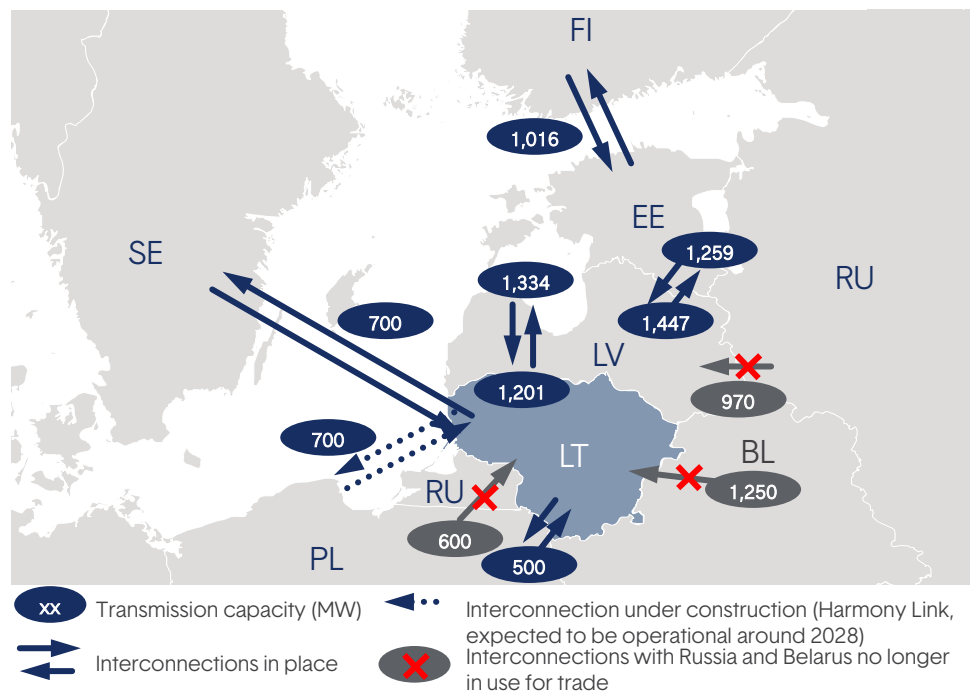 FI
1,016
EE
SE
1,259
RU
1,334
700
1,447
LV
1,201
970
700
LT
BL
RU
1,250
600
PL
500
xx Transmission capacity (MW)
Interconnections in place
Interconnection under construction (Harmony Link,
expected to be operational around 2028)
Interconnections with Russia and Belarus no longer
in use for trade